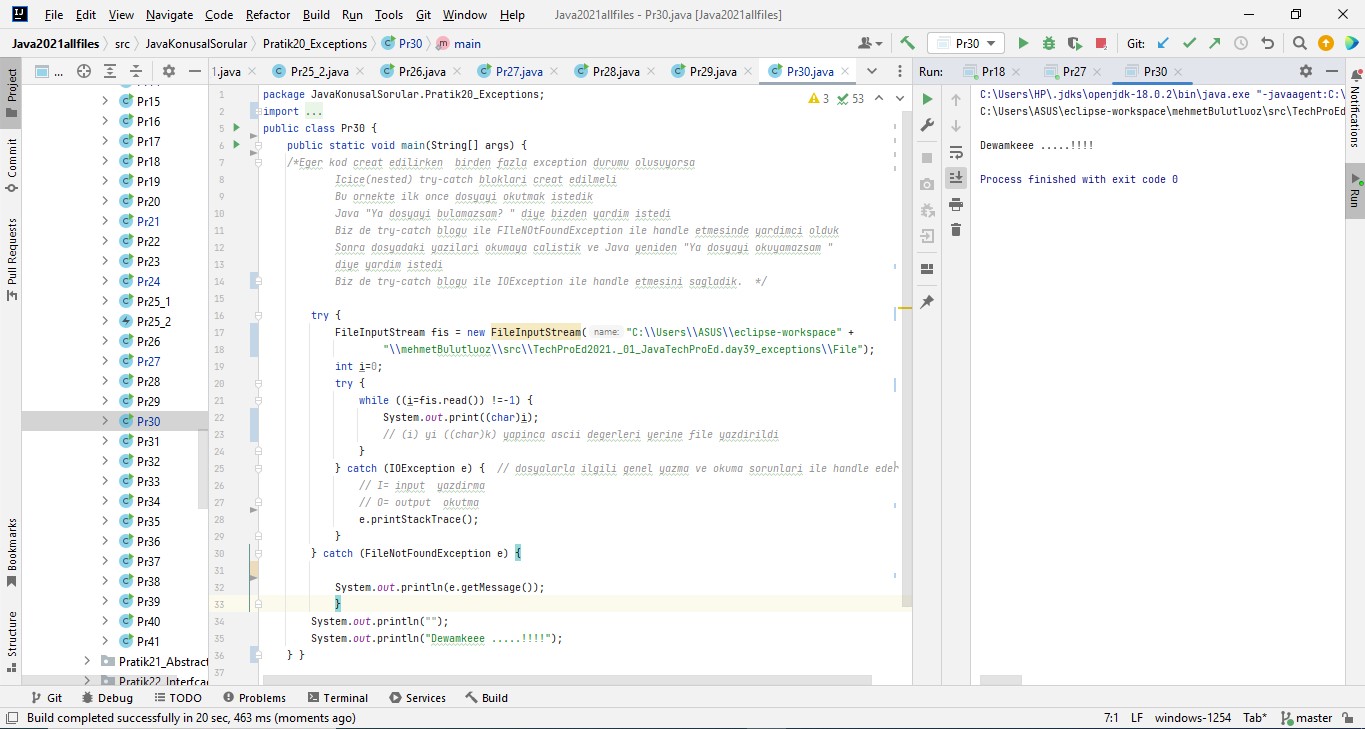 File Edit View Navigate Code Refactor Build Run Tools Git Window Help Java2021allfiles - Pr30.java [Java2021allfiles]
Java2021allfiles src JavaKonusalSorular Pratik20_Exceptions Pr30 main Pr30 Git:
... 1.java Pr25_2.java Pr26.java Pr27.java Pr28.java Pr29.java Pr30.java Run: Pr18 Pr27 Pr30
Project
Commit
Pull Requests
Bookmarks
Structure
Pr15
Pr16
Pr17
Pr18
Pr19
Pr20
Pr21
Pr22
Pr23
Pr24
Pr25_1
Pr25_2
Pr26
Pr27
Pr28
Pr29
Pr30
Pr31
Pr32
Pr33
Pr34
Pr35
Pr36
Pr37
Pr38
Pr39
Pr40
Pr41
Pratik21_Abstract
Pratik22_Interfcac
3 53
1 package JavaKonusalSorular.Pratik20_Exceptions;
2 import ...
5 public class Pr30 {
6 public static void main(String[] args) {
7 /*Eger kod creat edilirken birden fazla exception durumu olusuyorsa
8 Icice(nested) try-catch bloklari creat edilmeli
9 Bu ornekte ilk once dosyayi okutmak istedik
10 Java "Ya dosyayi bulamazsam? " diye bizden yardim istedi
11 Biz de try-catch blogu ile FIleNOtFoundException ile handle etmesinde yardimci olduk
12 Sonra dosyadaki yazilari okumaya calistik ve Java yeniden "Ya dosyayi okuyamazsam "
13 diye yardim istedi
14 Biz de try-catch blogu ile IOException ile handle etmesini sagladik. */
15
16 try {
17 FileInputStream fis = new FileInputStream( name: "C:\\Users\\ASUS\\eclipse-workspace" +
18 "\\mehmetBulutluoz\\src\\TechProEd2021._01_JavaTechProEd.day39_exceptions\\File");
19 int i=0;
20 try {
21 while ((i=fis.read()) !=-1) {
22 System.out.print((char)i);
23 // (i) yi ((char)k) yapinca ascii degerleri yerine file yazdirildi
24 }
25 } catch (IOException e) { // dosyalarla ilgili genel yazma ve okuma sorunlari ile handle eder
26 // I= input yazdirma
27 // O= output okutma
28 e.printStackTrace();
29 }
30 } catch (FileNotFoundException e) {
31
32 System.out.println(e.getMessage());
33 }
34 System.out.println("");
35 System.out.println("Dewamkeee .....!!!!");
36 } }
37
C:\Users\HP\.jdks\openjdk-18.0.2\bin\java.exe "-javaagent:C:\
C:\Users\ASUS\eclipse-workspace\mehmetBulutluoz\src\TechProEd
Dewamkeee .....!!!!
Process finished with exit code 0
Notifications
Run
Git Debug TODO Problems Terminal Services Build
Build completed successfully in 20 sec, 463 ms (moments ago) 7:1 LF windows-1254 Tab* master